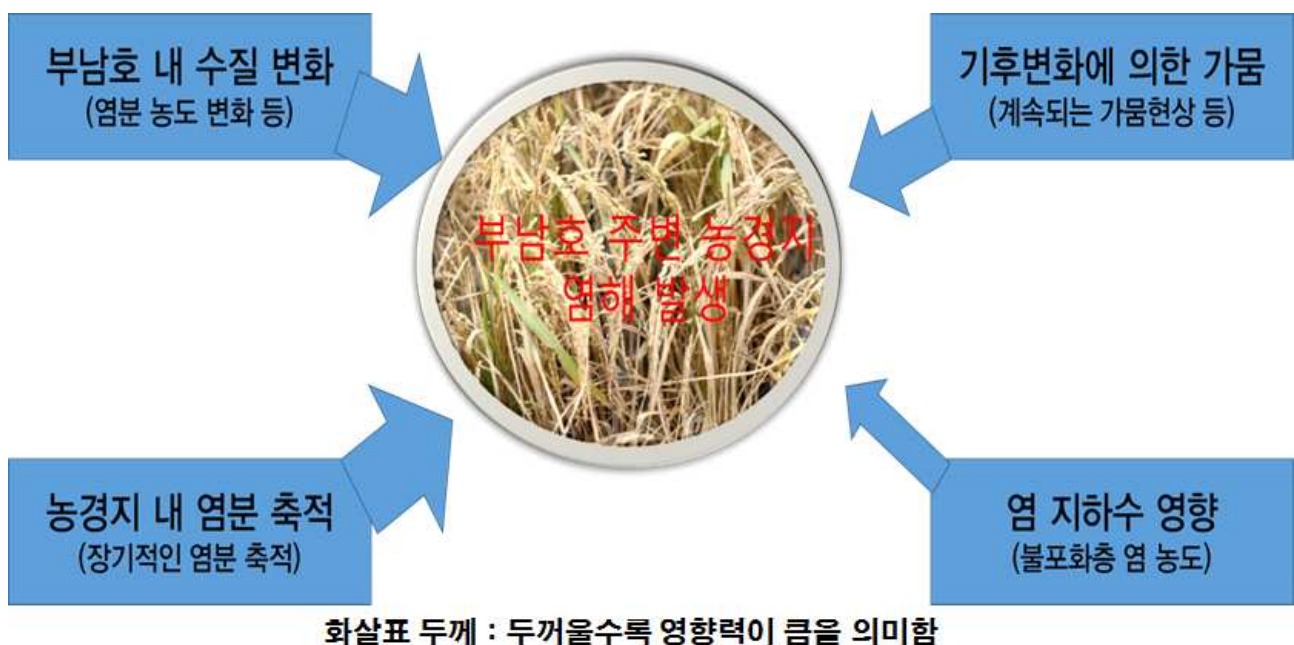 부남호 내 수질 변화
(염분 농도 변화 등)
기후변화에 의한 가뭄
(계속되는 가뭄현상 등)
부남호 주변 농경지
염해 발생
농경지 내 염분 축적
(장기적인 염분 축적)
염 지하수 영향
(불포화층 염 농도)
화살표 두께 : 두꺼울수록 영향력이 큼을 의미함